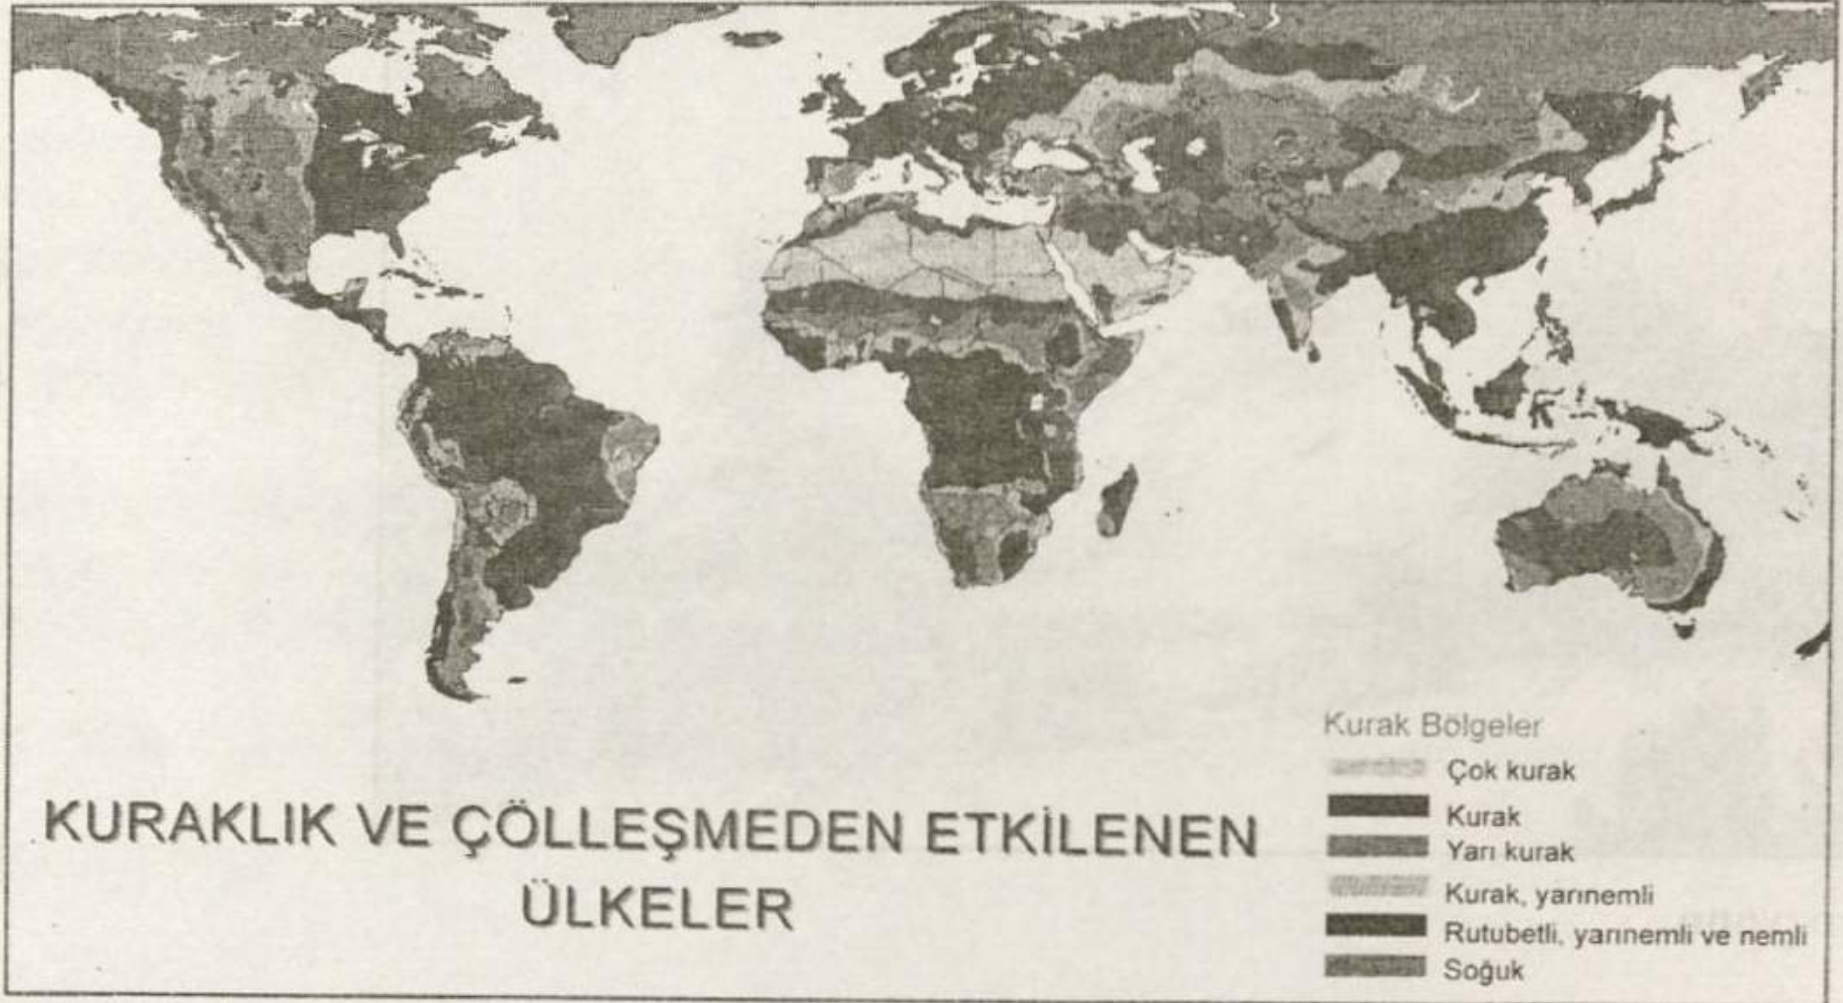 KURAKLIK VE ÇÖLLEŞMEDEN ETKİLENEN
ÜLKELER
Kurak Bölgeler
Çok kurak
Kurak
Yarı kurak
Kurak, yarınemli
Rutubetli, yarınemli ve nemli
Soğuk